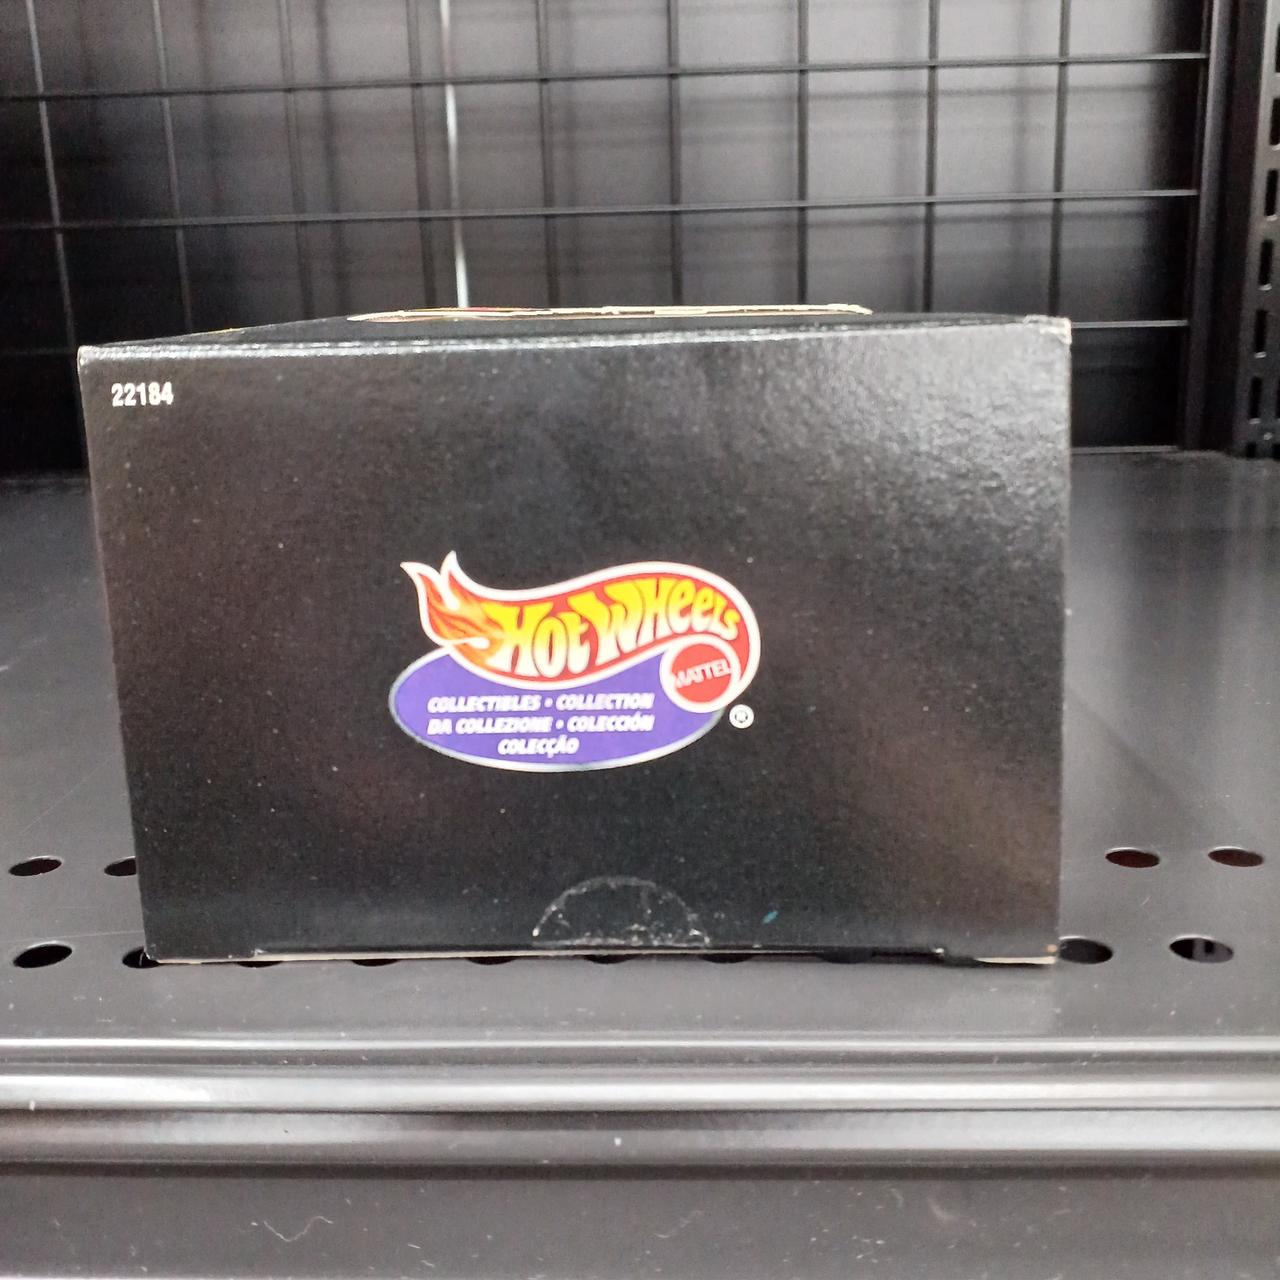 22184
HOT WHEELS
MATTEL
COLLECTIBLES • COLLECTION
DA COLLEZIONE • COLECCIÓN
COLECÇÃO
®